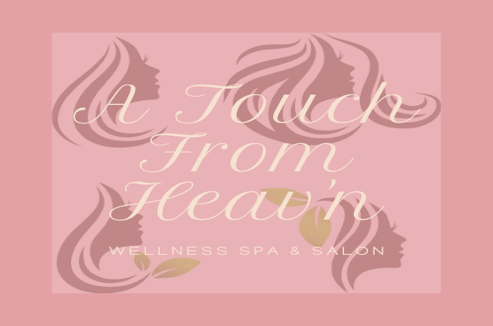 A Touch
From
Heav'n
WELLNESS SPA & SALON